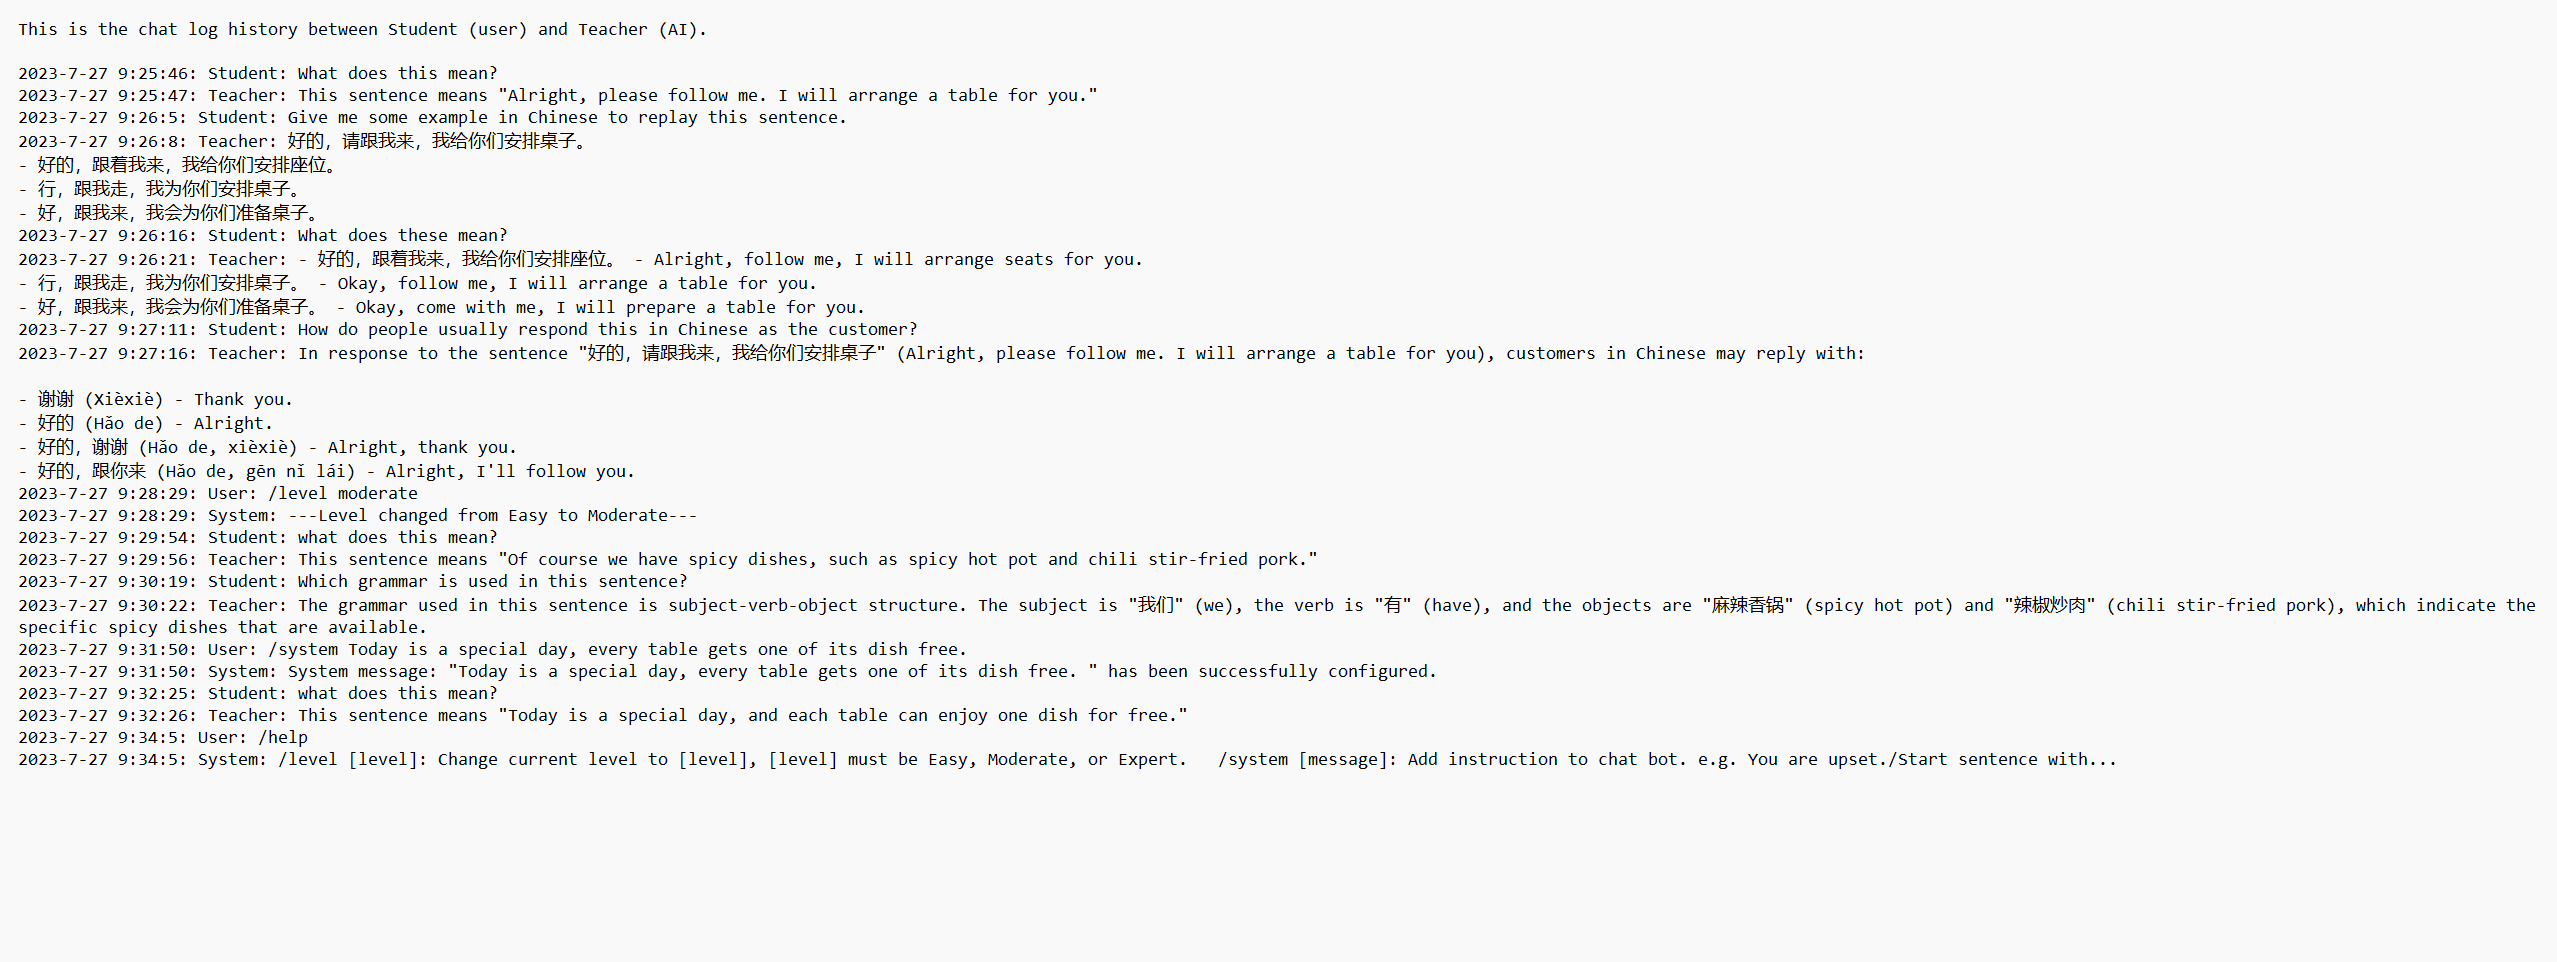 This is the chat log history between Student (user) and Teacher (AI).
2023-7-27 9:25:46: Student: What does this mean?
2023-7-27 9:25:47: Teacher: This sentence means "Alright, please follow me. I will arrange a table for you."
2023-7-27 9:26:5: Student: Give me some example in Chinese to replay this sentence.
2023-7-27 9:26:8: Teacher: 好的，请跟我来，我给你们安排桌子。
- 好的，跟着我来，我给你们安排座位。
- 行，跟我走，我为你们安排桌子。
- 好，跟我来，我会为你们准备桌子。
2023-7-27 9:26:16: Student: What does these mean?
2023-7-27 9:26:21: Teacher: - 好的，跟着我来，我给你们安排座位。 - Alright, follow me, I will arrange seats for you.
- 行，跟我走，我为你们安排桌子。 - Okay, follow me, I will arrange a table for you.
- 好，跟我来，我会为你们准备桌子。 - Okay, come with me, I will prepare a table for you.
2023-7-27 9:27:11: Student: How do people usually respond this in Chinese as the customer?
2023-7-27 9:27:16: Teacher: In response to the sentence "好的，请跟我来，我给你们安排桌子" (Alright, please follow me. I will arrange a table for you), customers in Chinese may reply with:
- 谢谢 (Xièxiè) - Thank you.
- 好的 (Hǎo de) - Alright.
- 好的，谢谢 (Hǎo de, xièxiè) - Alright, thank you.
- 好的，跟你来 (Hǎo de, gēn nǐ lái) - Alright, I'll follow you.
2023-7-27 9:28:29: User: /level moderate
2023-7-27 9:28:29: System: ---Level changed from Easy to Moderate---
2023-7-27 9:29:54: Student: what does this mean?
2023-7-27 9:29:56: Teacher: This sentence means "Of course we have spicy dishes, such as spicy hot pot and chili stir-fried pork."
2023-7-27 9:30:19: Student: Which grammar is used in this sentence?
2023-7-27 9:30:22: Teacher: The grammar used in this sentence is subject-verb-object structure. The subject is "我们" (we), the verb is "有" (have), and the objects are "麻辣香锅" (spicy hot pot) and "辣椒炒肉" (chili stir-fried pork), which indicate the
specific spicy dishes that are available.
2023-7-27 9:31:50: User: /system Today is a special day, every table gets one of its dish free.
2023-7-27 9:31:50: System: System message: "Today is a special day, every table gets one of its dish free. " has been successfully configured.
2023-7-27 9:32:25: Student: what does this mean?
2023-7-27 9:32:26: Teacher: This sentence means "Today is a special day, and each table can enjoy one dish for free."
2023-7-27 9:34:5: User: /help
2023-7-27 9:34:5: System: /level [level]: Change current level to [level], [level] must be Easy, Moderate, or Expert.   /system [message]: Add instruction to chat bot. e.g. You are upset./Start sentence with...